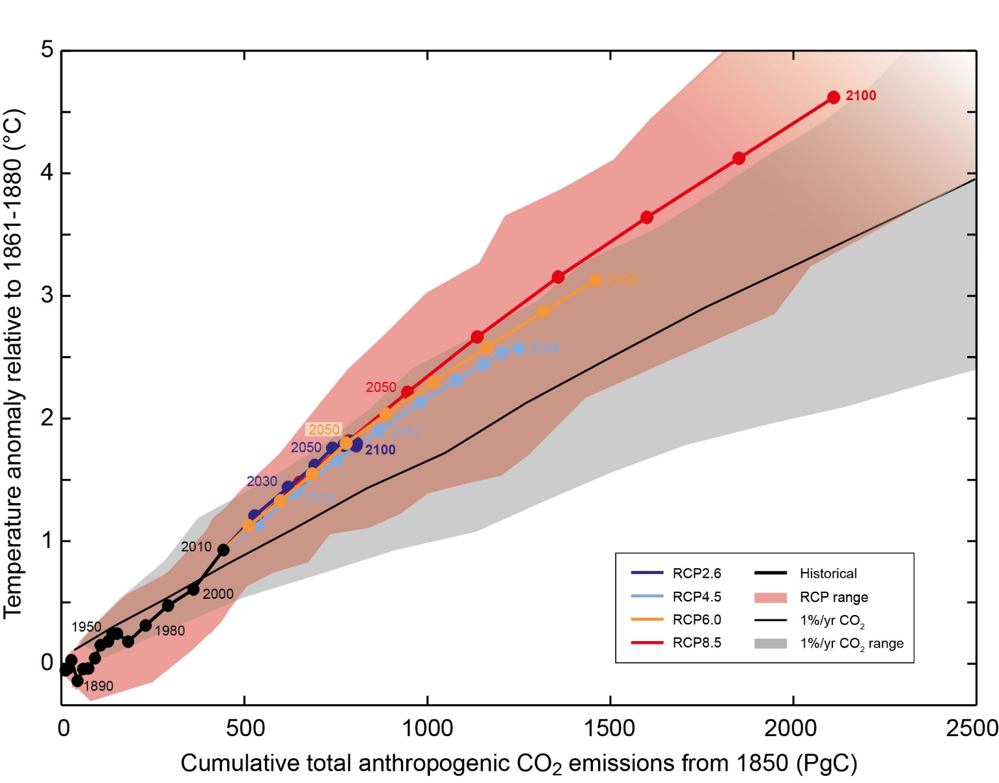 5
4
3
2
1
0
Temperature anomaly relative to 1861-1880 (°C)
2100
2100
2100
2050
2050
2050
2050
2100
2030
2030
2010
2000
1950
1980
1890
RCP2.6
RCP4.5
RCP6.0
RCP8.5
Historical
RCP range
1%/yr CO2
1%/yr CO2 range
0
500
1000
1500
2000
2500
Cumulative total anthropogenic CO2 emissions from 1850 (PgC)